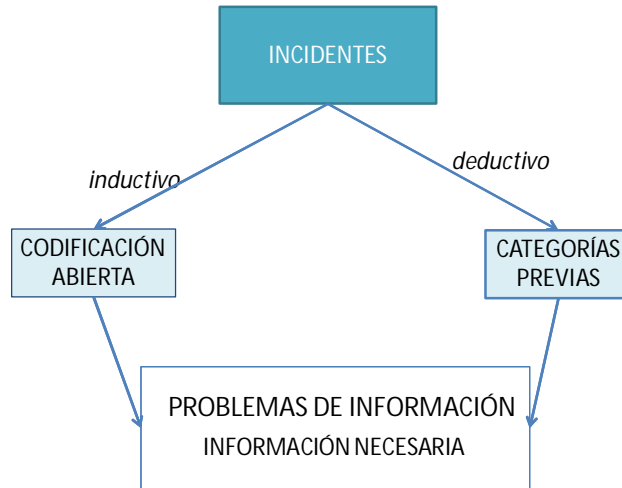 INCIDENTES
inductivo
deductivo
CODIFICACIÓN
ABIERTA
CATEGORÍAS
PREVIAS
PROBLEMAS DE INFORMACIÓN
INFORMACIÓN NECESARIA